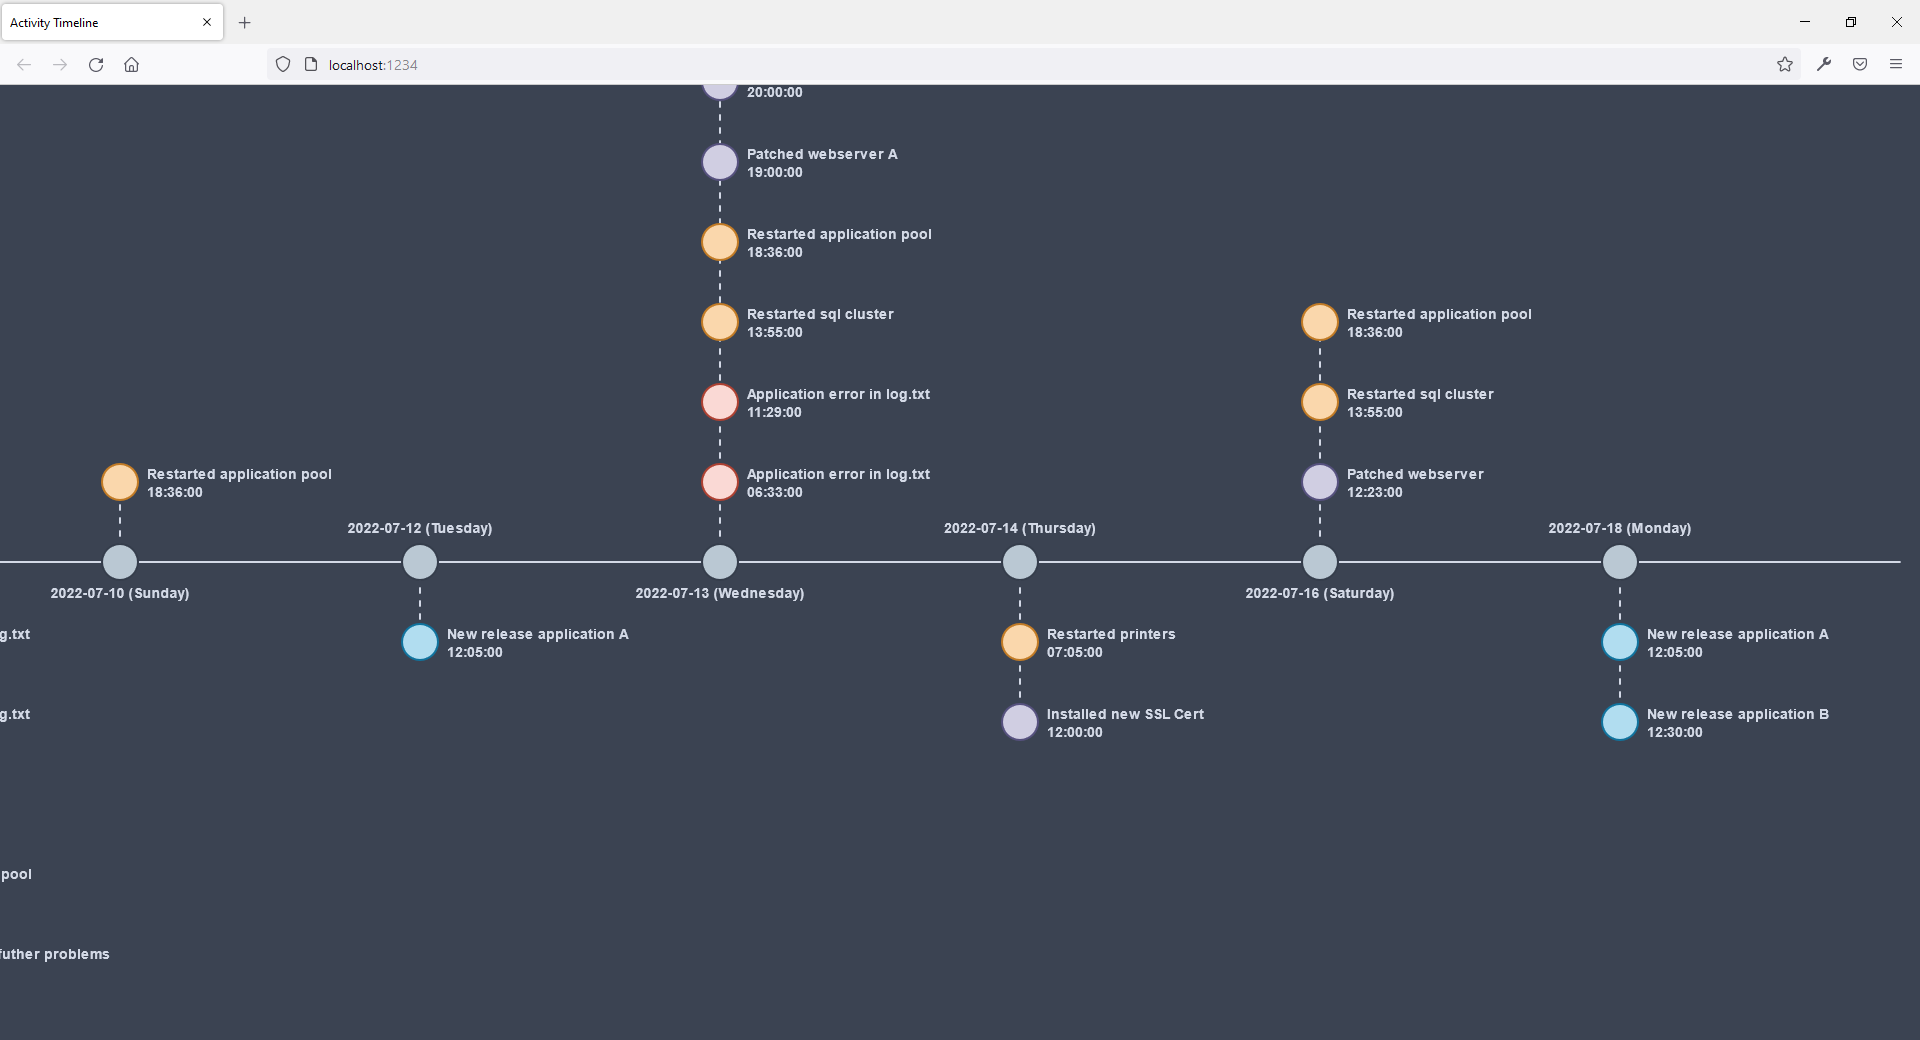 Activity Timeline
localhost:1234
20:00:00
Patched webserver A
19:00:00
Restarted application pool
18:36:00
Restarted sql cluster
13:55:00
Application error in log.txt
11:29:00
Application error in log.txt
06:33:00
Restarted application pool
18:36:00
Restarted sql cluster
13:55:00
Patched webserver
12:23:00
Restarted application pool
18:36:00
2022-07-12 (Tuesday)
2022-07-14 (Thursday)
2022-07-18 (Monday)
2022-07-10 (Sunday)
2022-07-13 (Wednesday)
2022-07-16 (Saturday)
g.txt
New release application A
12:05:00
Restarted printers
07:05:00
New release application A
12:05:00
g.txt
Installed new SSL Cert
12:00:00
New release application B
12:30:00
pool
futher problems